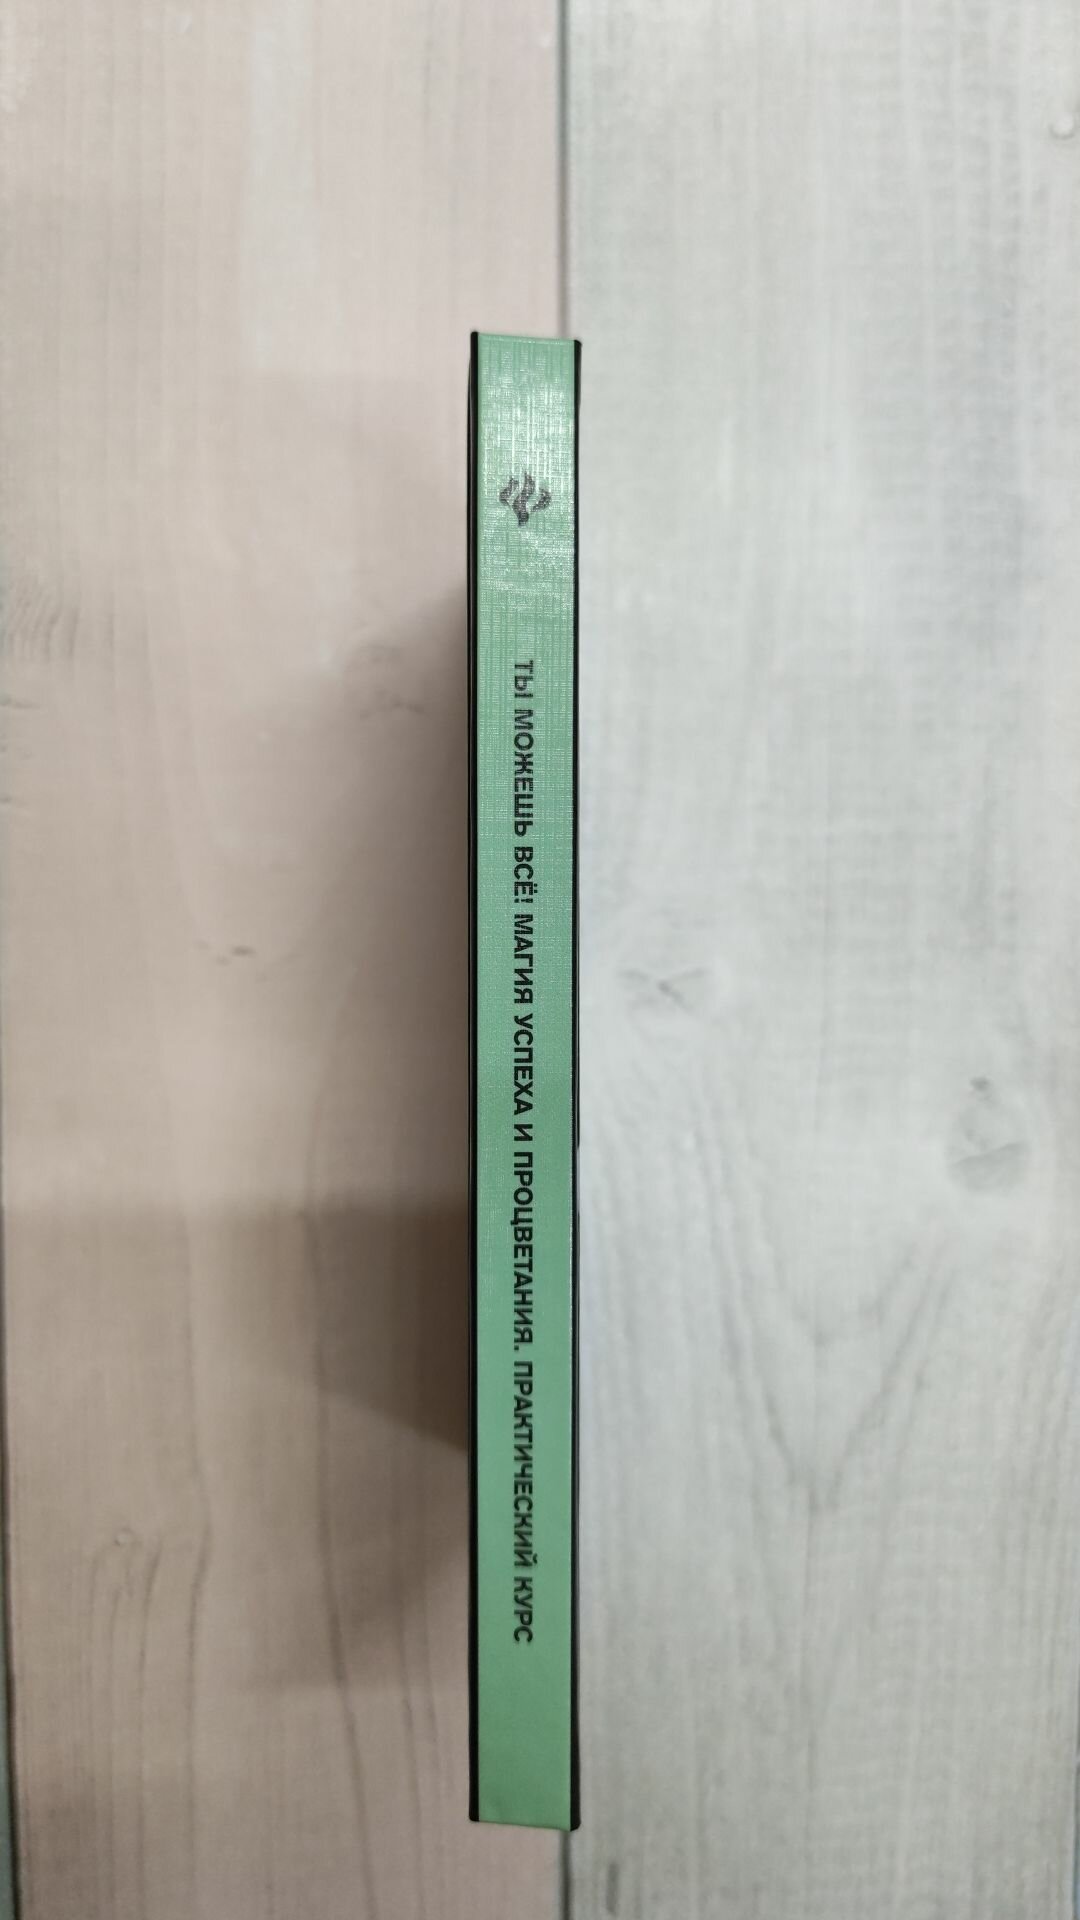 ТЫ МОЖЕШЬ ВСЁ! МАГИЯ УСПЕХА И ПРОЦВЕТАНИЯ. ПРАКТИЧЕСКИЙ КУРС